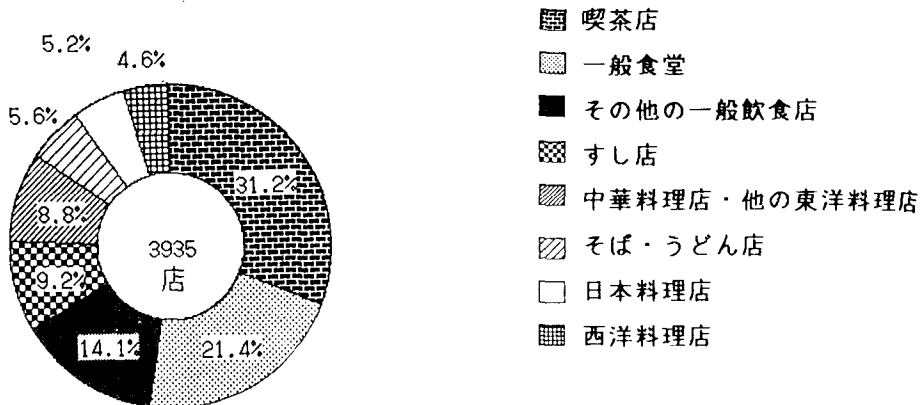 5.2%
4.6%
5.6%
31.2%
8.8%
3935
店
9.2%
14.1%
21.4%
喫茶店
一般食堂
その他の一般飲食店
すし店
中華料理店・他の東洋料理店
そば・うどん店
日本料理店
西洋料理店